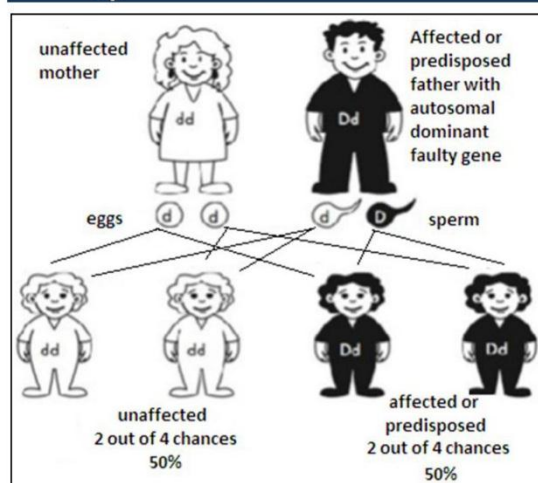 unaffected
mother
Affected or
predisposed
father with
autosomal
dominant
faulty gene
dd
Dd
eggs
d
d
d
D
sperm
dd
dd
Dd
Dd
unaffected
2 out of 4 chances
50%
affected or
predisposed
2 out of 4 chances
50%